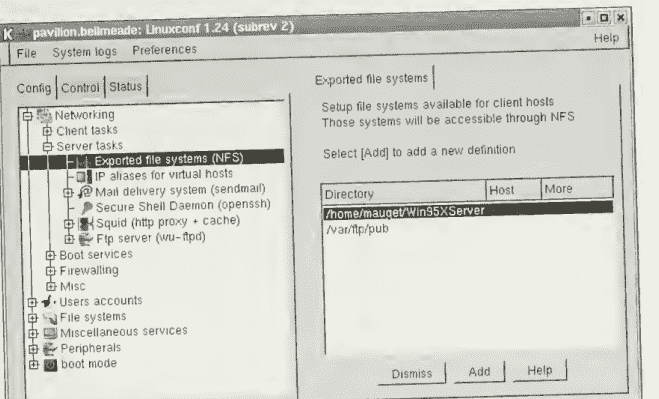 pavilion.bellmeade: Linuxconf 1.24 (subrev 2)
File System logs Preferences Help
Config Control Status
Networking
Client tasks
Server tasks
Exported file systems (NFS)
IP aliases for virtual hosts
Mail delivery system (sendmail)
Secure Shell Daemon (openssh)
Squid (http proxy + cache)
Ftp server (wu-ftpd)
Boot services
Firewalling
Misc
Users accounts
File systems
Miscellaneous services
Peripherals
boot mode
Exported file systems
Setup file systems available for client hosts
Those systems will be accessible through NFS
Select [Add] to add a new definition
Directory Host More
/home/mauget/Win95XServer
/var/ftp/pub
Dismiss Add Help